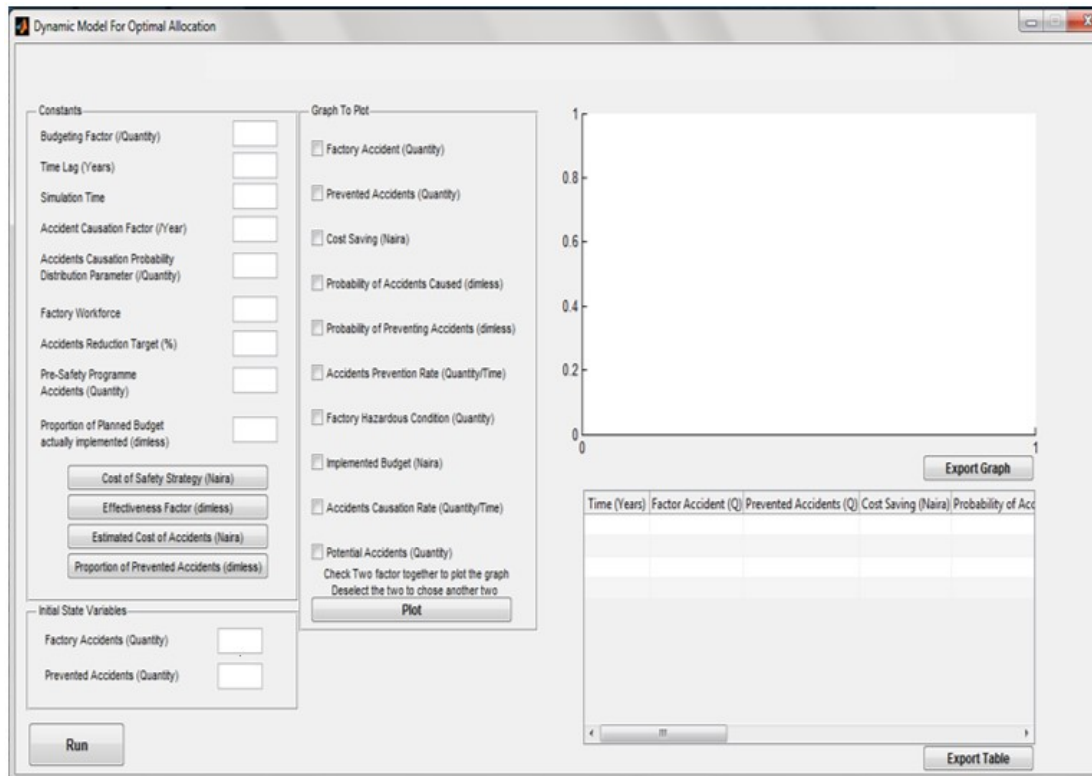 Dynamic Model For Optimal Allocation
Constants
Budgeting Factor (/Quantity)
Time Lag (Years)
Simulation Time
Accident Causation Factor (/Year)
Accidents Causation Probability
Distribution Parameter (/Quantity)
Factory Workforce
Accidents Reduction Target (%)
Pre-Safety Programme
Accidents (Quantity)
Proportion of Planned Budget
actually implemented (dimless)
Cost of Safety Strategy (Naira)
Effectiveness Factor (dimless)
Estimated Cost of Accidents (Naira)
Proportion of Prevented Accidents (dimless)
Initial State Variables
Factory Accidents (Quantity)
Prevented Accidents (Quantity)
Run
Graph To Plot
Factory Accident (Quantity)
Prevented Accidents (Quantity)
Cost Saving (Naira)
Probability of Accidents Caused (dimless)
Probability of Preventing Accidents (dimless)
Accidents Prevention Rate (Quantity/Time)
Factory Hazardous Condition (Quantity)
Implemented Budget (Naira)
Accidents Causation Rate (Quantity/Time)
Potential Accidents (Quantity)
Check Two factor together to plot the graph
Deselect the two to chose another two
Plot
1
0.8
0.6
0.4
0.2
0
0 1
Export Graph
Time (Years) Factor Accident (Q) Prevented Accidents (Q) Cost Saving (Naira) Probability of Acc
Export Table